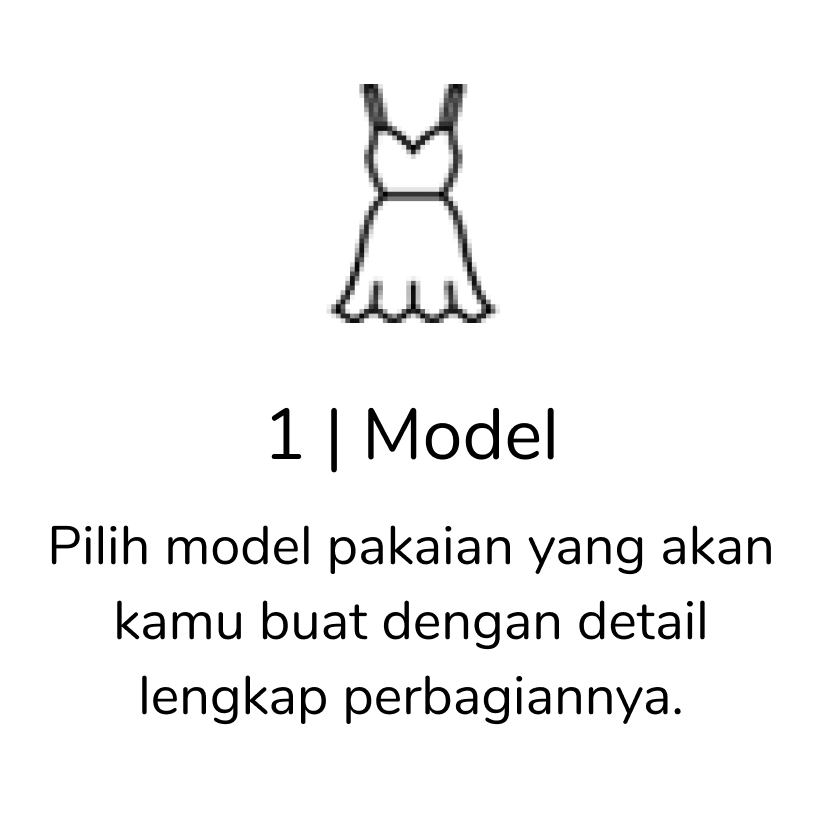 1 | Model
Pilih model pakaian yang akan
kamu buat dengan detail
lengkap perbagiannya.